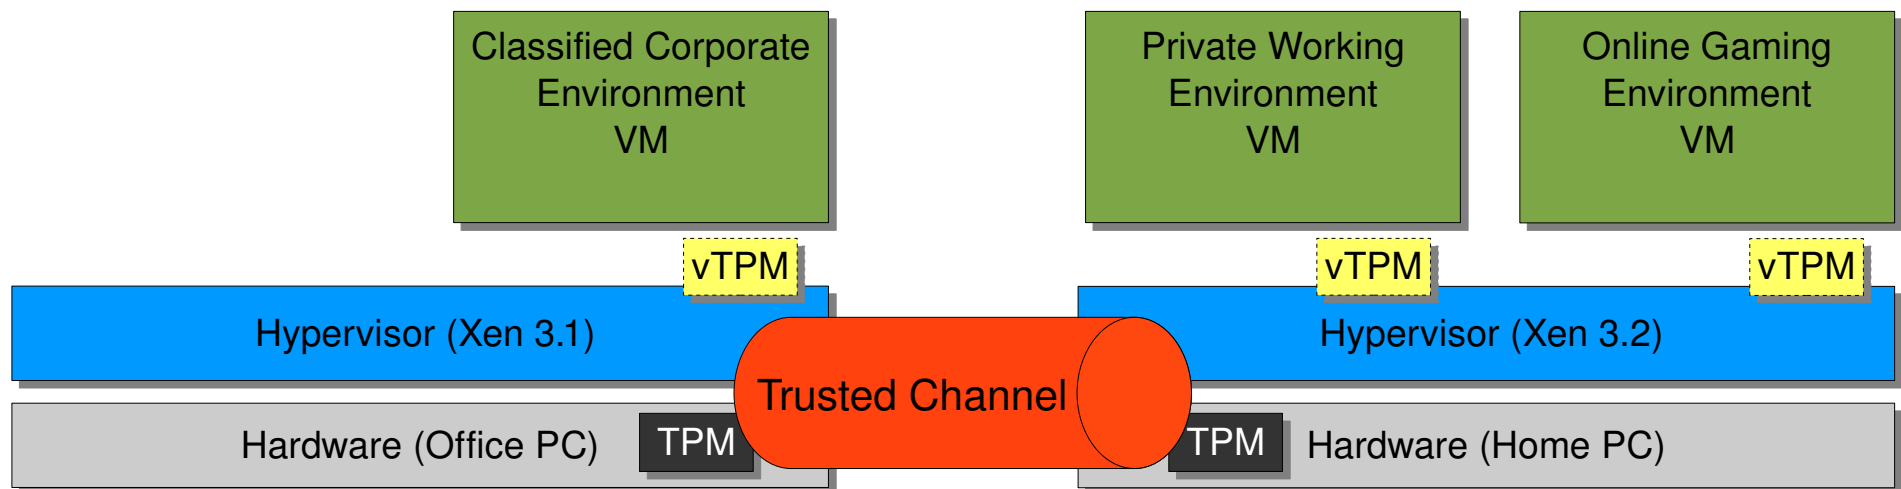 Classified Corporate
Environment
VM
Private Working
Environment
VM
Online Gaming
Environment
VM
vTPM
vTPM
vTPM
Hypervisor (Xen 3.1)
Hypervisor (Xen 3.2)
Trusted Channel
Hardware (Office PC)
TPM
TPM
Hardware (Home PC)